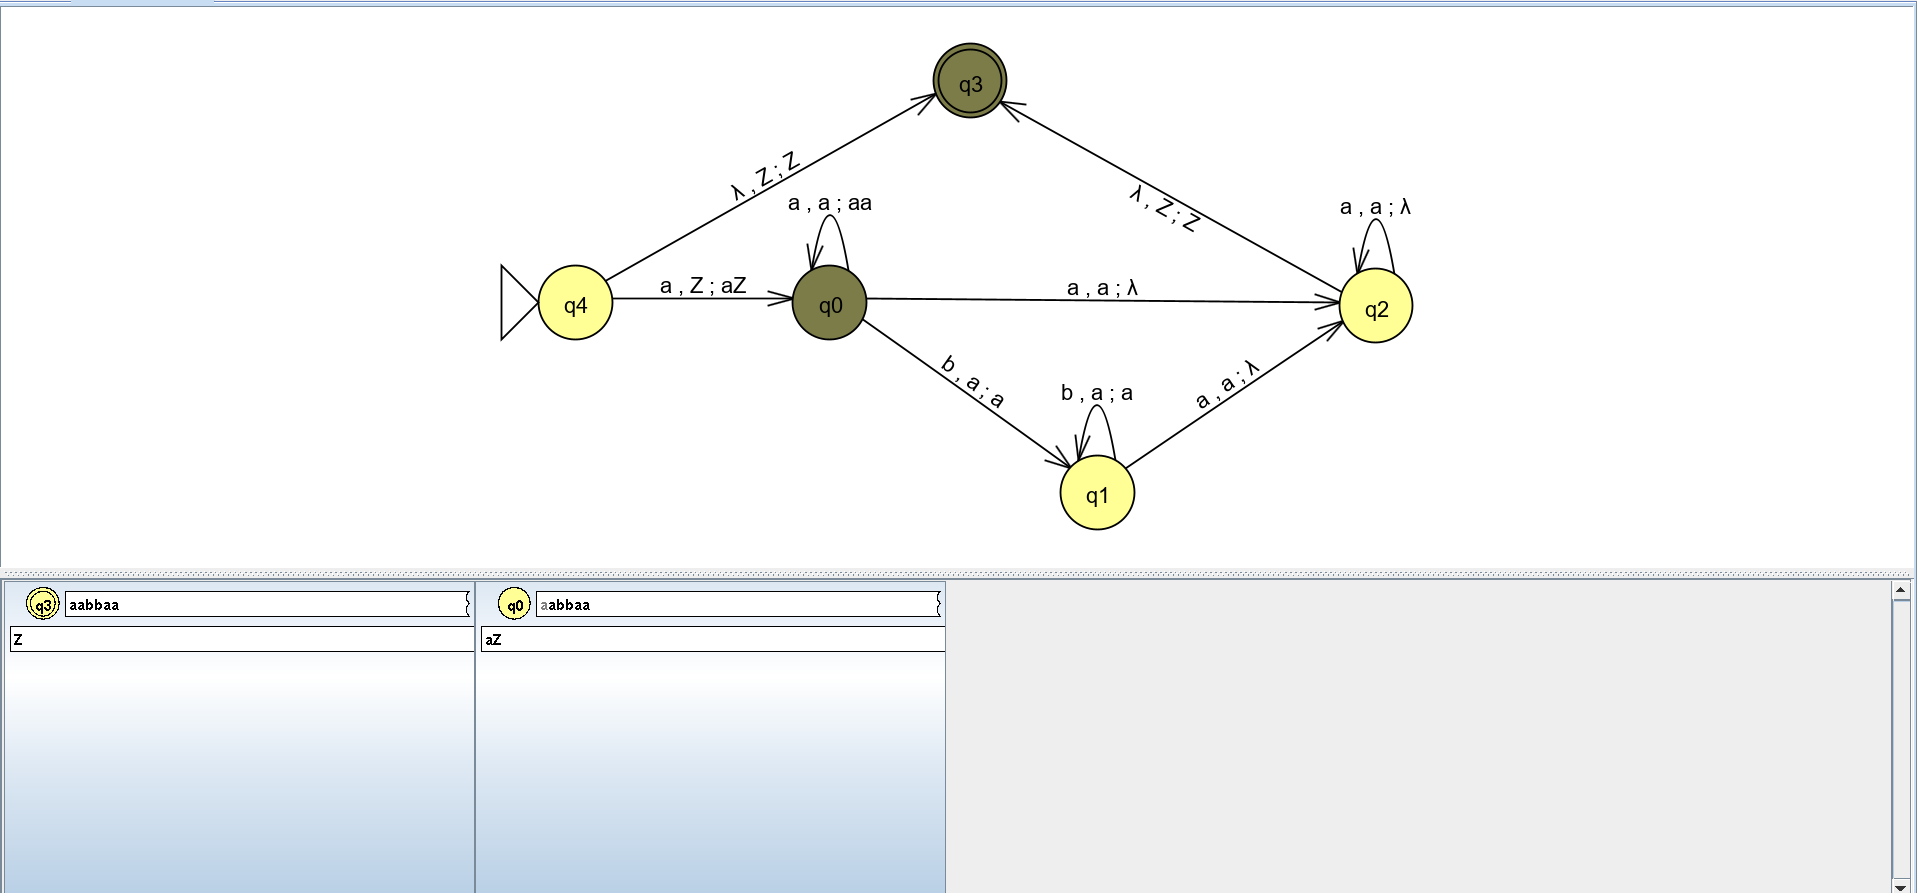 q3
λ , Z ; Z
λ , Z ; Z
a , a ; aa
a , a ; λ
q4
a , Z ; aZ
q0
a , a ; λ
q2
b , a ; a
b , a ; a
a , a ; λ
q1
q3 aabbaa
Z
q0 aabbaa
aZ